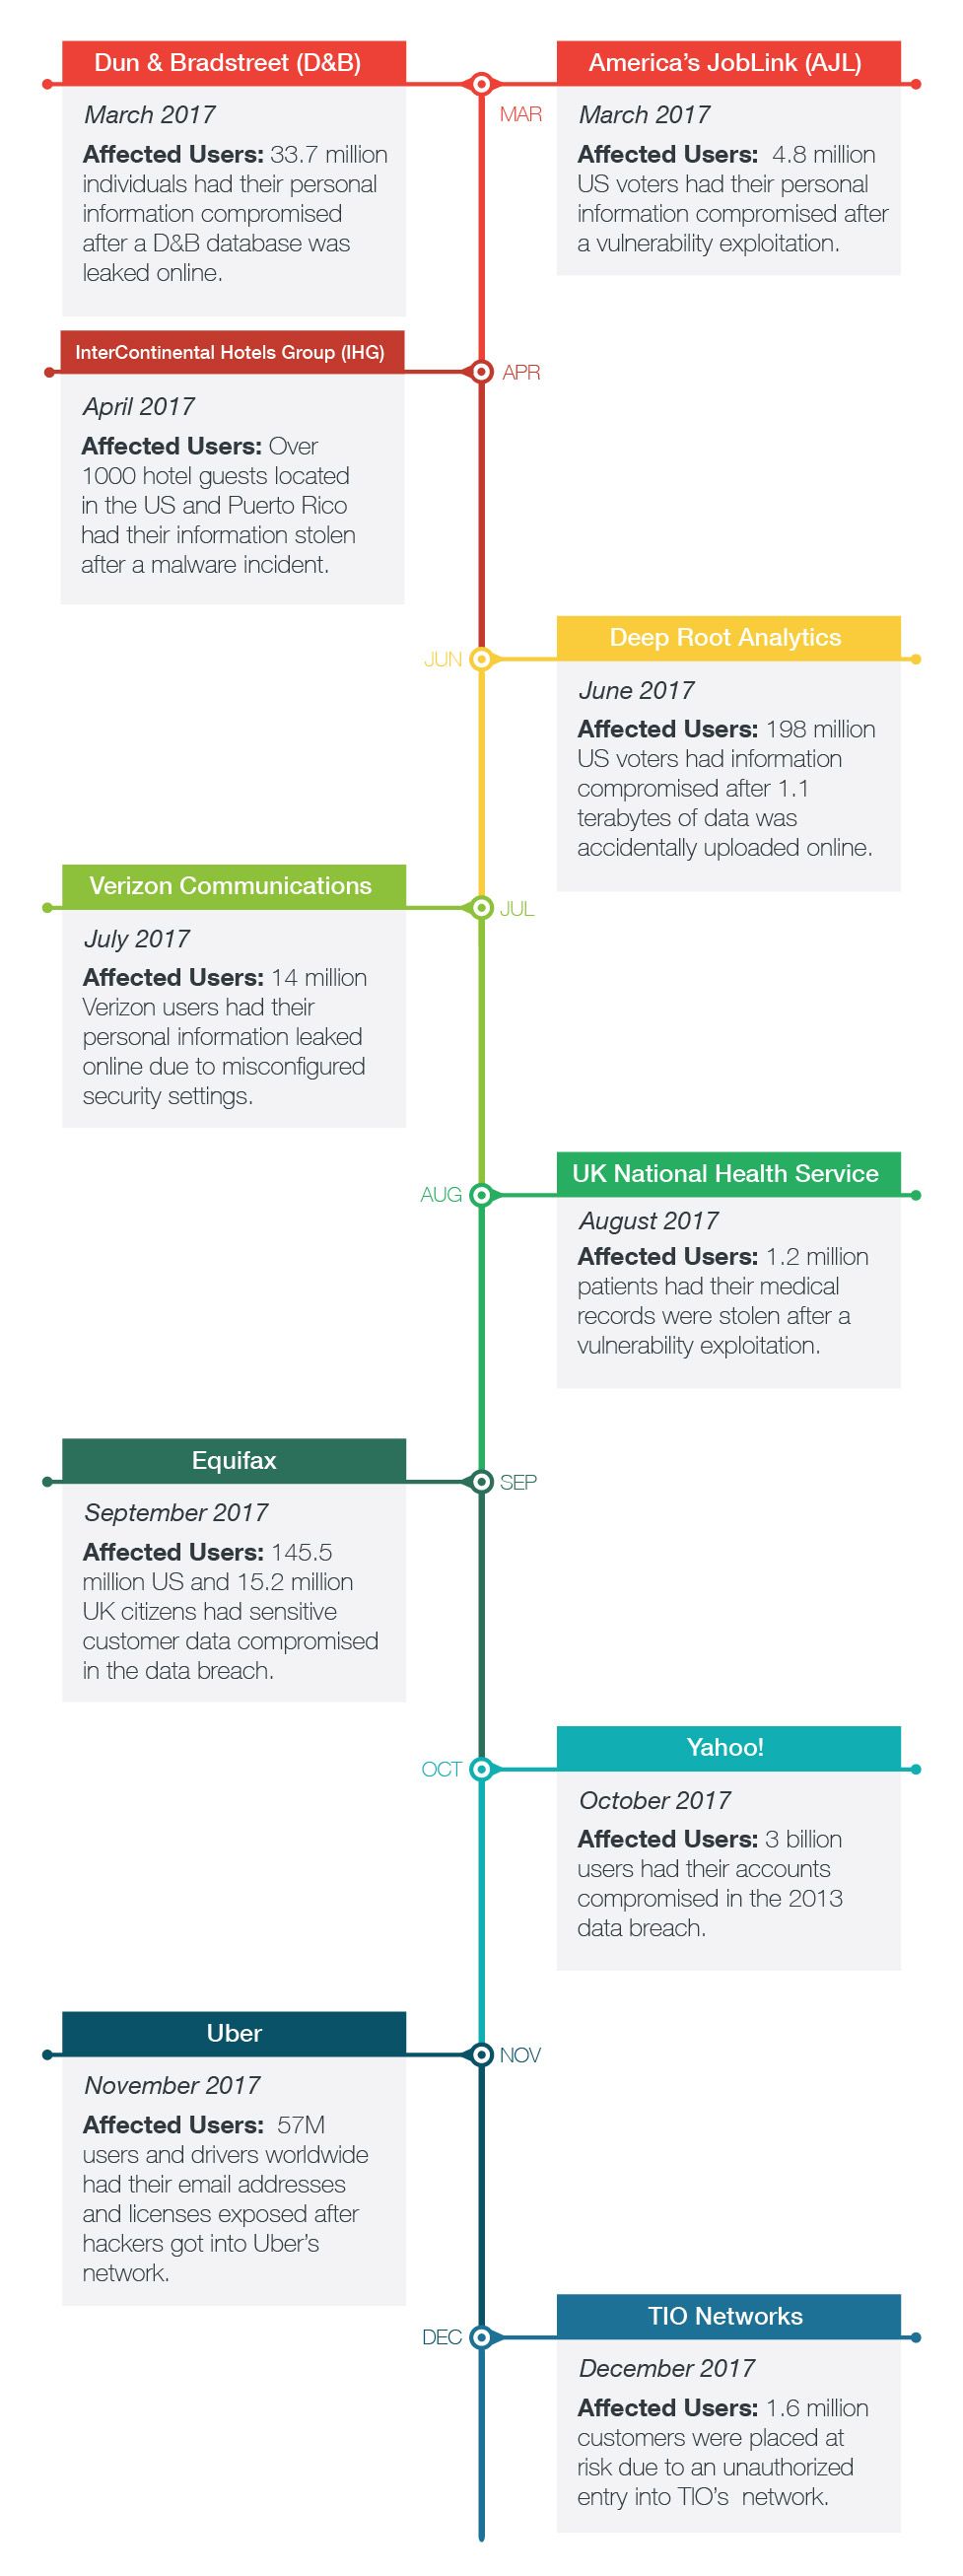 Dun & Bradstreet (D&B)
March 2017
Affected Users: 33.7 million
individuals had their personal
information compromised
after a D&B database was
leaked online.
MAR
America's JobLink (AJL)
March 2017
Affected Users:  4.8 million
US voters had their personal
information compromised after
a vulnerability exploitation.
InterContinental Hotels Group (IHG)
April 2017
Affected Users: Over
1000 hotel guests located
in the US and Puerto Rico
had their information stolen
after a malware incident.
APR
JUN
Deep Root Analytics
June 2017
Affected Users: 198 million
US voters had information
compromised after 1.1
terabytes of data was
accidentally uploaded online.
Verizon Communications
July 2017
Affected Users: 14 million
Verizon users had their
personal information leaked
online due to misconfigured
security settings.
JUL
AUG
UK National Health Service
August 2017
Affected Users: 1.2 million
patients had their medical
records were stolen after a
vulnerability exploitation.
Equifax
September 2017
Affected Users: 145.5
million US and 15.2 million
UK citizens had sensitive
customer data compromised
in the data breach.
SEP
OCT
Yahoo!
October 2017
Affected Users: 3 billion
users had their accounts
compromised in the 2013
data breach.
Uber
November 2017
Affected Users:  57M
users and drivers worldwide
had their email addresses
and licenses exposed after
hackers got into Uber's
network.
NOV
DEC
TIO Networks
December 2017
Affected Users: 1.6 million
customers were placed at
risk due to an unauthorized
entry into TIO's  network.